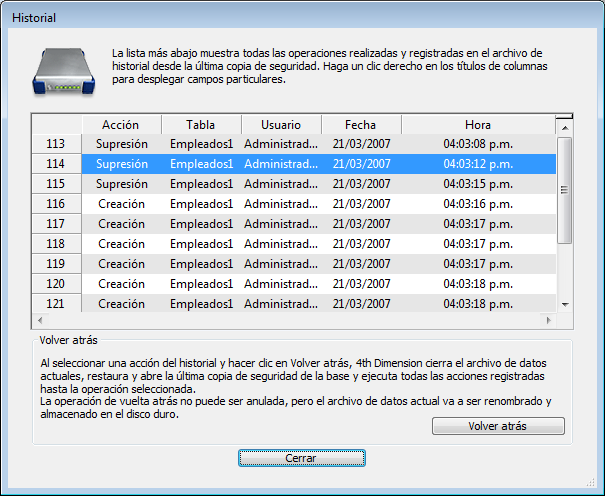 Historial
La lista más abajo muestra todas las operaciones realizadas y registradas en el archivo de
historial desde la última copia de seguridad. Haga un clic derecho en los títulos de columnas
para desplegar campos particulares.
Acción Tabla Usuario Fecha Hora
113 Supresión Empleados1 Administrad... 21/03/2007 04:03:08 p.m.
114 Supresión Empleados1 Administrad... 21/03/2007 04:03:12 p.m.
115 Supresión Empleados1 Administrad... 21/03/2007 04:03:15 p.m.
116 Creación Empleados1 Administrad... 21/03/2007 04:03:16 p.m.
117 Creación Empleados1 Administrad... 21/03/2007 04:03:17 p.m.
118 Creación Empleados1 Administrad... 21/03/2007 04:03:17 p.m.
119 Creación Empleados1 Administrad... 21/03/2007 04:03:17 p.m.
120 Creación Empleados1 Administrad... 21/03/2007 04:03:18 p.m.
121 Creación Empleados1 Administrad... 21/03/2007 04:03:18 p.m.
Volver atrás
Al seleccionar una acción del historial y hacer clic en Volver atrás, 4th Dimension cierra el archivo de datos
actuales, restaura y abre la última copia de seguridad de la base y ejecuta todas las acciones registradas
hasta la operación seleccionada.
La operación de vuelta atrás no puede ser anulada, pero el archivo de datos actual va a ser renombrado y
almacenado en el disco duro.
Volver atrás
Cerrar